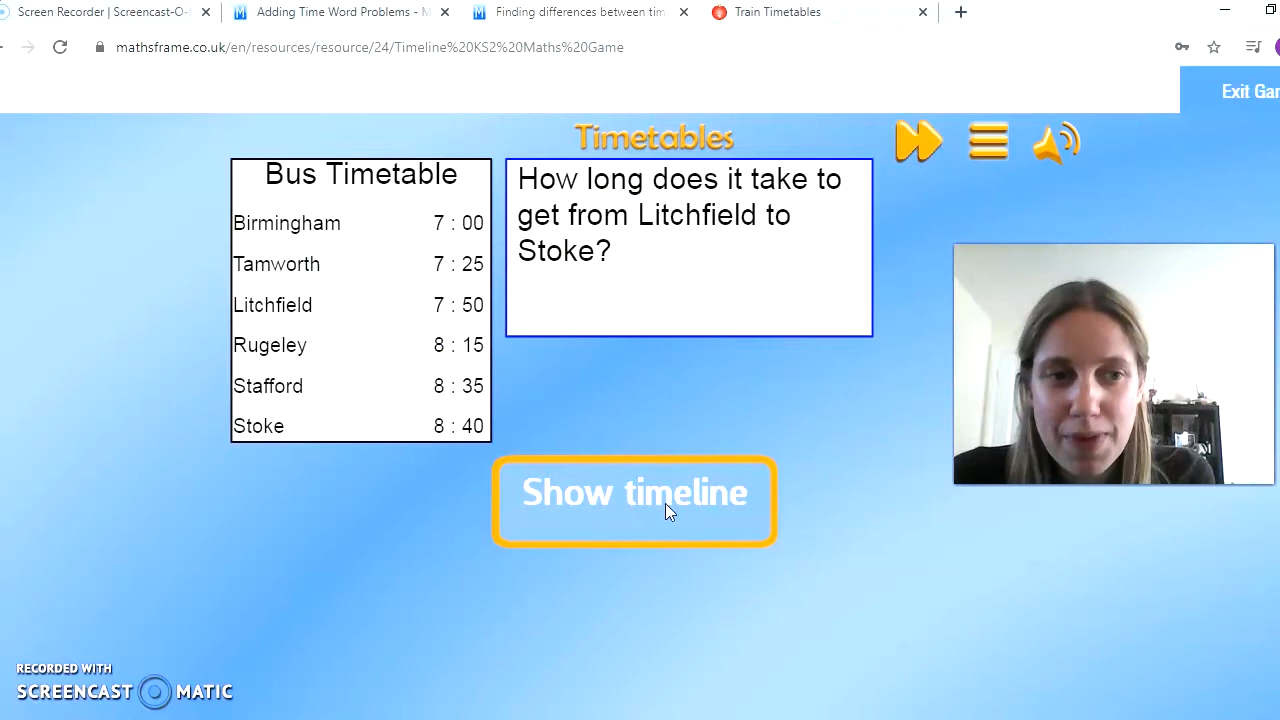 Screen Recorder | Screencast-O-
Adding Time Word Problems - M
Finding differences between tim
Train Timetables
mathsframe.co.uk/en/resources/resource/24/Timeline%20KS2%20Maths%20Game
Exit Gar
Timetables
Bus Timetable
Birmingham 7 : 00
Tamworth 7 : 25
Litchfield 7 : 50
Rugeley 8 : 15
Stafford 8 : 35
Stoke 8 : 40
How long does it take to
get from Litchfield to
Stoke?
Show timeline
RECORDED WITH
SCREENCAST MATIC